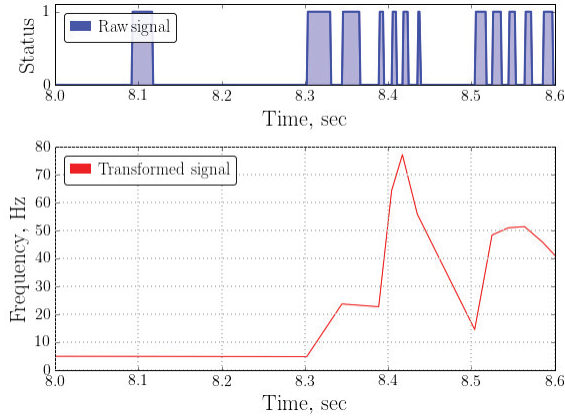 1
Status
Raw signal
0
8.0 8.1 8.2 8.3 8.4 8.5 8.6
Time, sec
80
Transformed signal
70
60
50
Frequency, Hz
40
30
20
10
0
8.0 8.1 8.2 8.3 8.4 8.5 8.6
Time, sec